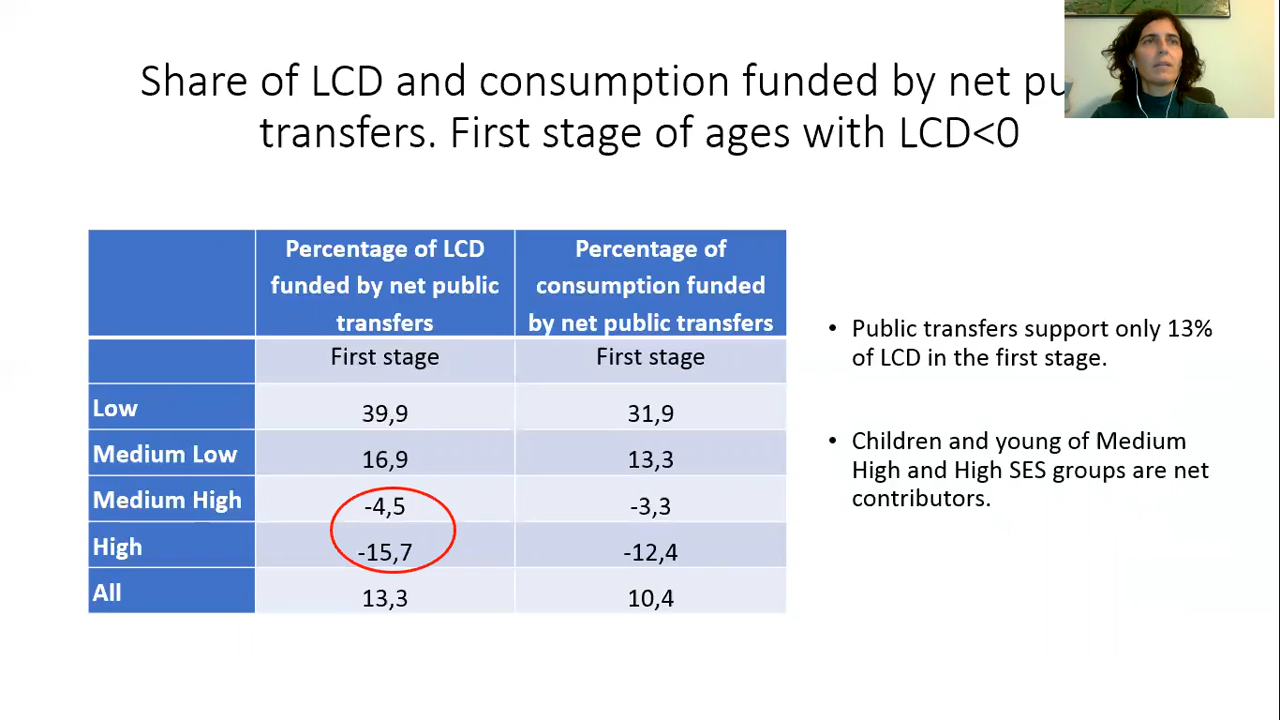 Share of LCD and consumption funded by net pu
transfers. First stage of ages with LCD<0
Percentage of LCD
funded by net public
transfers
Percentage of
consumption funded
by net public transfers
First stage
First stage
Low
39,9
31,9
Medium Low
16,9
13,3
Medium High
-4,5
-3,3
High
-15,7
-12,4
All
13,3
10,4
• Public transfers support only 13%
of LCD in the first stage.
• Children and young of Medium
High and High SES groups are net
contributors.